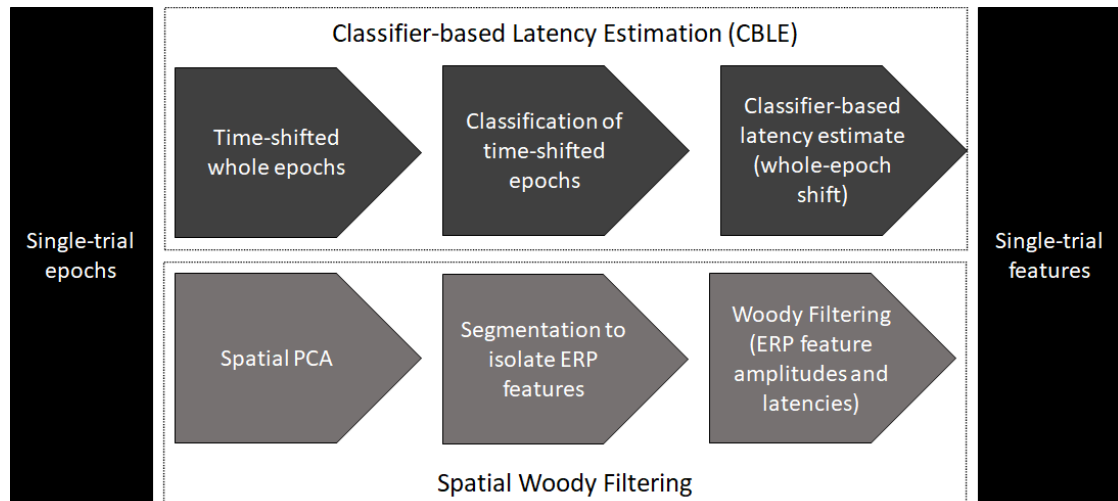 Single-trial
epochs
Classifier-based Latency Estimation (CBLE)
Time-shifted
whole epochs
Classification of
time-shifted
epochs
Classifier-based
latency estimate
(whole-epoch
shift)
Spatial PCA
Segmentation to
isolate ERP
features
Woody Filtering
(ERP feature
amplitudes and
latencies)
Spatial Woody Filtering
Single-trial
features